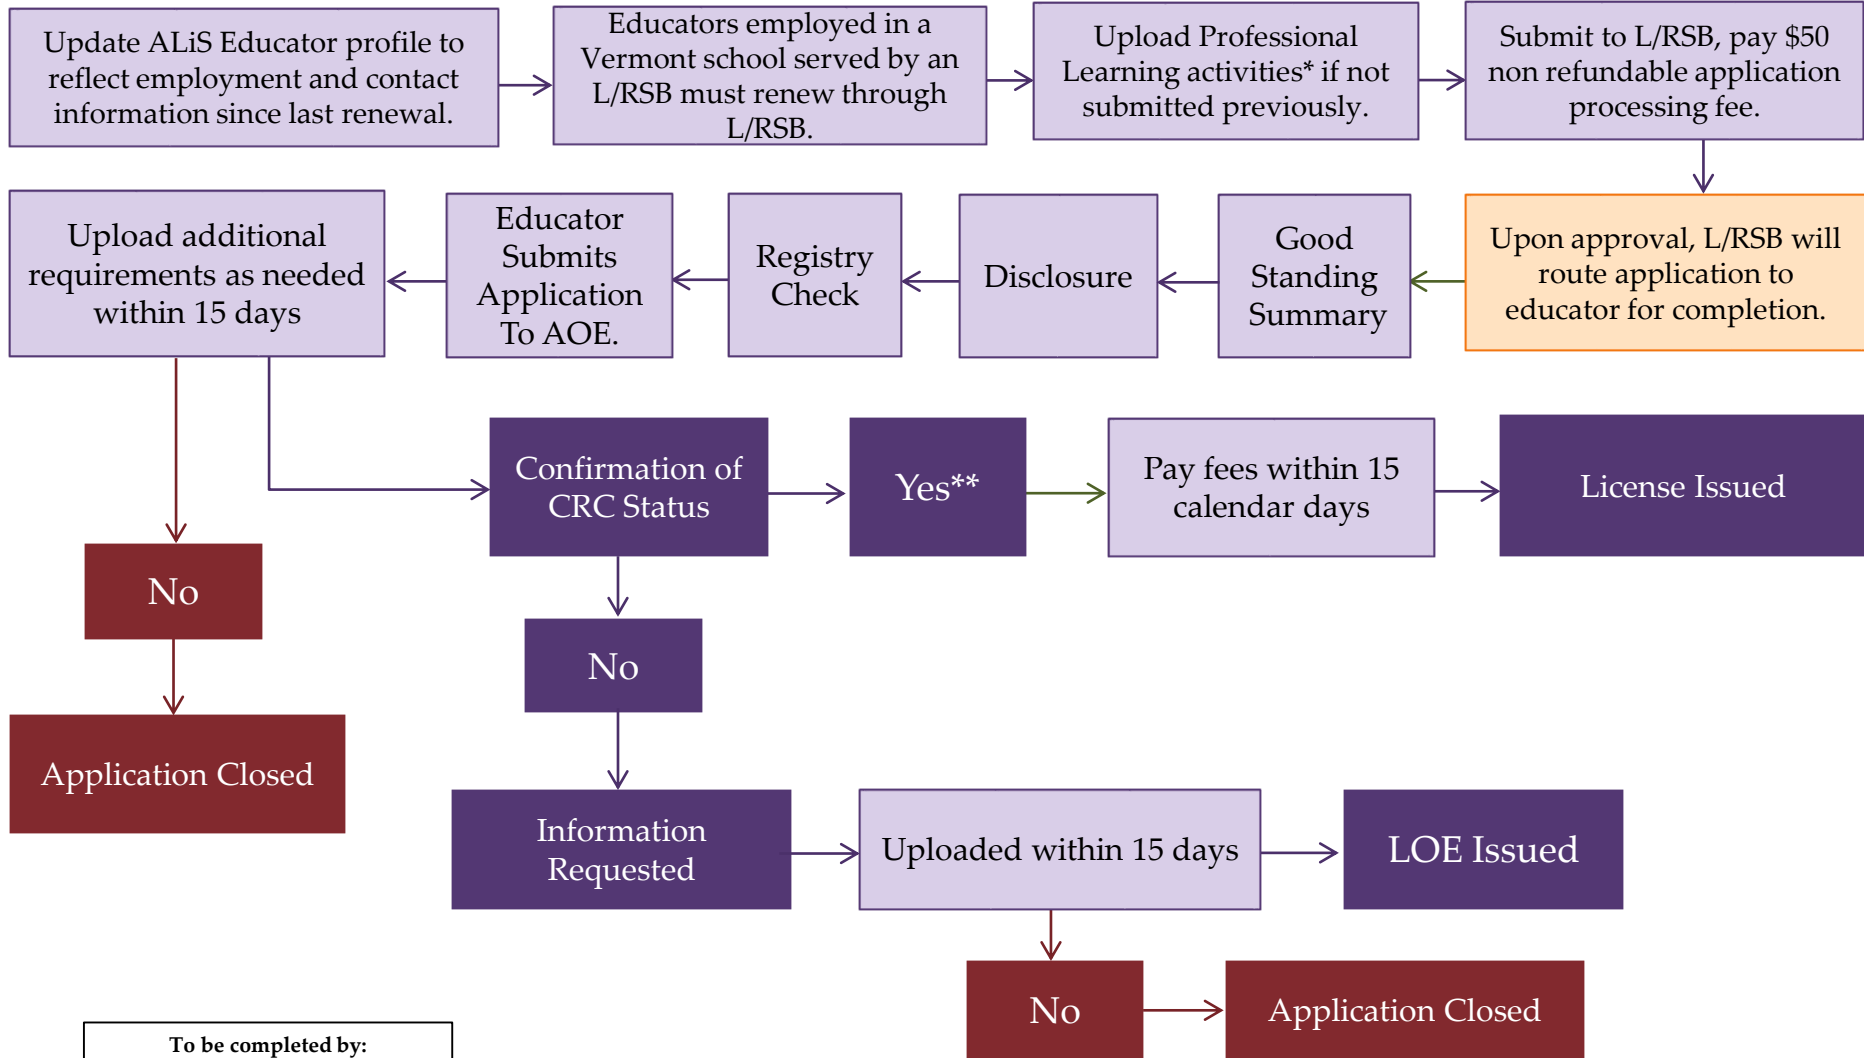 Update ALiS Educator profile to
reflect employment and contact
information since last renewal.
Educators employed in a
Vermont school served by an
L/RSB must renew through
L/RSB.
Upload Professional
Learning activities* if not
submitted previously.
Submit to L/RSB, pay $50
non refundable application
processing fee.
Upload additional
requirements as needed
within 15 days
Educator
Submits
Application
To AOE.
Registry
Check
Disclosure
Good
Standing
Summary
Upon approval, L/RSB will
route application to
educator for completion.
Confirmation of
CRC Status
Yes**
Pay fees within 15
calendar days
License Issued
No
No
Application Closed
Information
Requested
Uploaded within 15 days
LOE Issued
No
Application Closed
To be completed by: